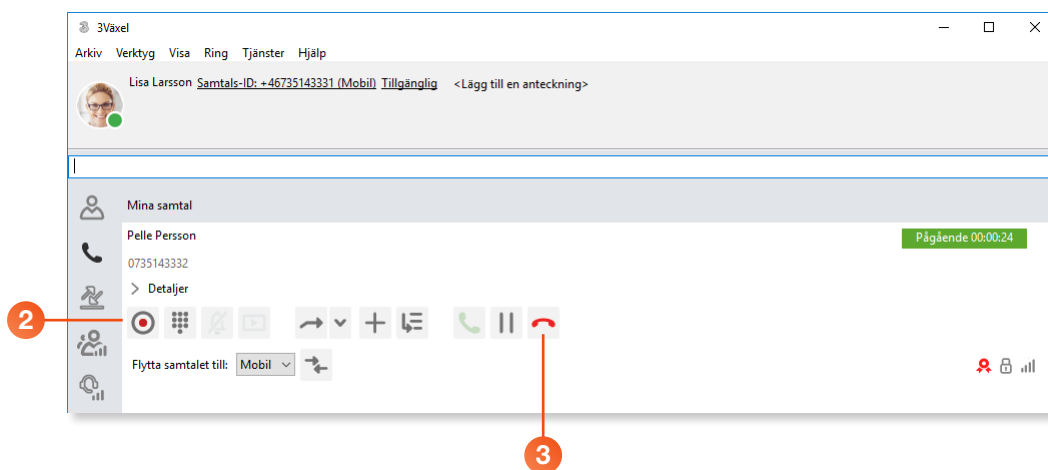 3Växel
Arkiv Verktyg Visa Ring Tjänster Hjälp
Lisa Larsson Samtals-ID: +46735143331 (Mobil) Tillgänglig <Lägg till en anteckning>
Mina samtal
Pelle Persson
Pågående 00:00:24
0735143332
> Detaljer
2
Flytta samtalet till: Mobil
3